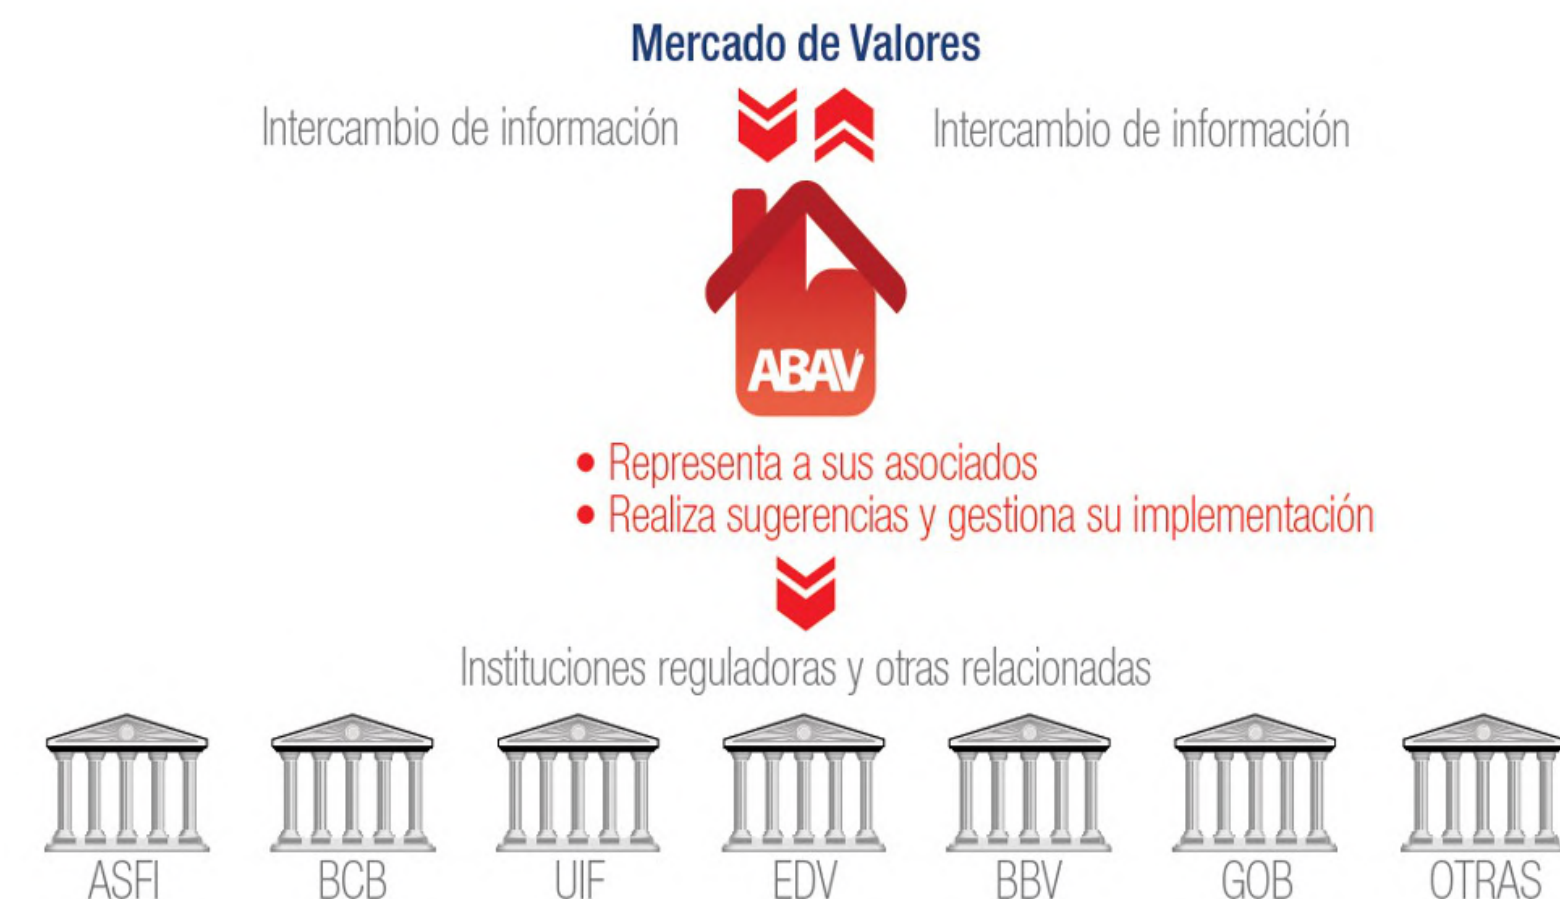 Mercado de Valores
Intercambio de información
Intercambio de información
ABAV
• Representa a sus asociados
• Realiza sugerencias y gestiona su implementación
Instituciones reguladoras y otras relacionadas
ASFI
BCB
UIF
EDV
BBV
GOB
OTRAS